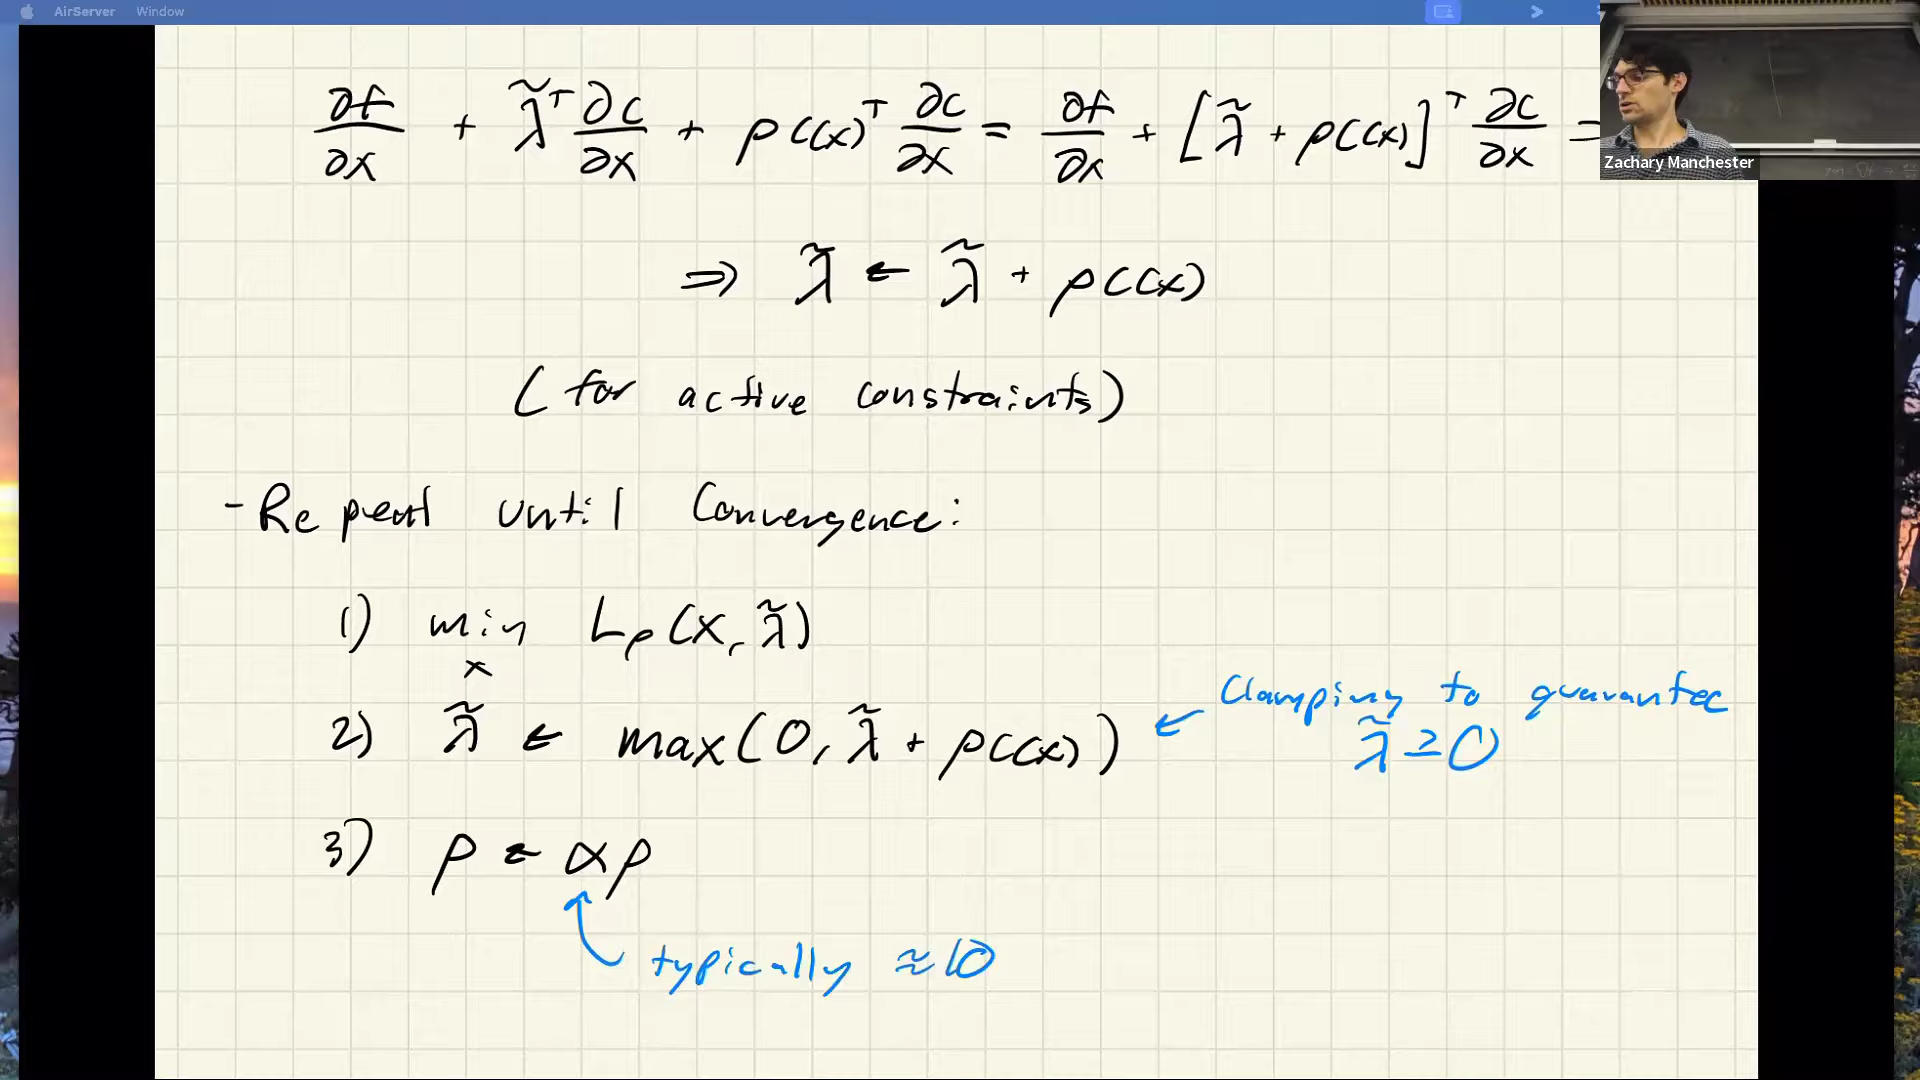 AirServer Window
∂f/∂x + λ̃ᵀ ∂c/∂x + ρc(x)ᵀ ∂c/∂x = ∂f/∂x + [λ̃ + ρc(x)]ᵀ ∂c/∂x =
Zachary Manchester
⇒ λ̃ ← λ̃ + ρc(x)
(for active constraints)
- Repeat until Convergence:
1) min Lρ(x, λ̃)
x
Clamping to guarantee
2) λ̃ ← max(0, λ̃ + ρc(x)) ←
λ̃ ≥ 0
3) ρ ← αρ
typically ≈ 10